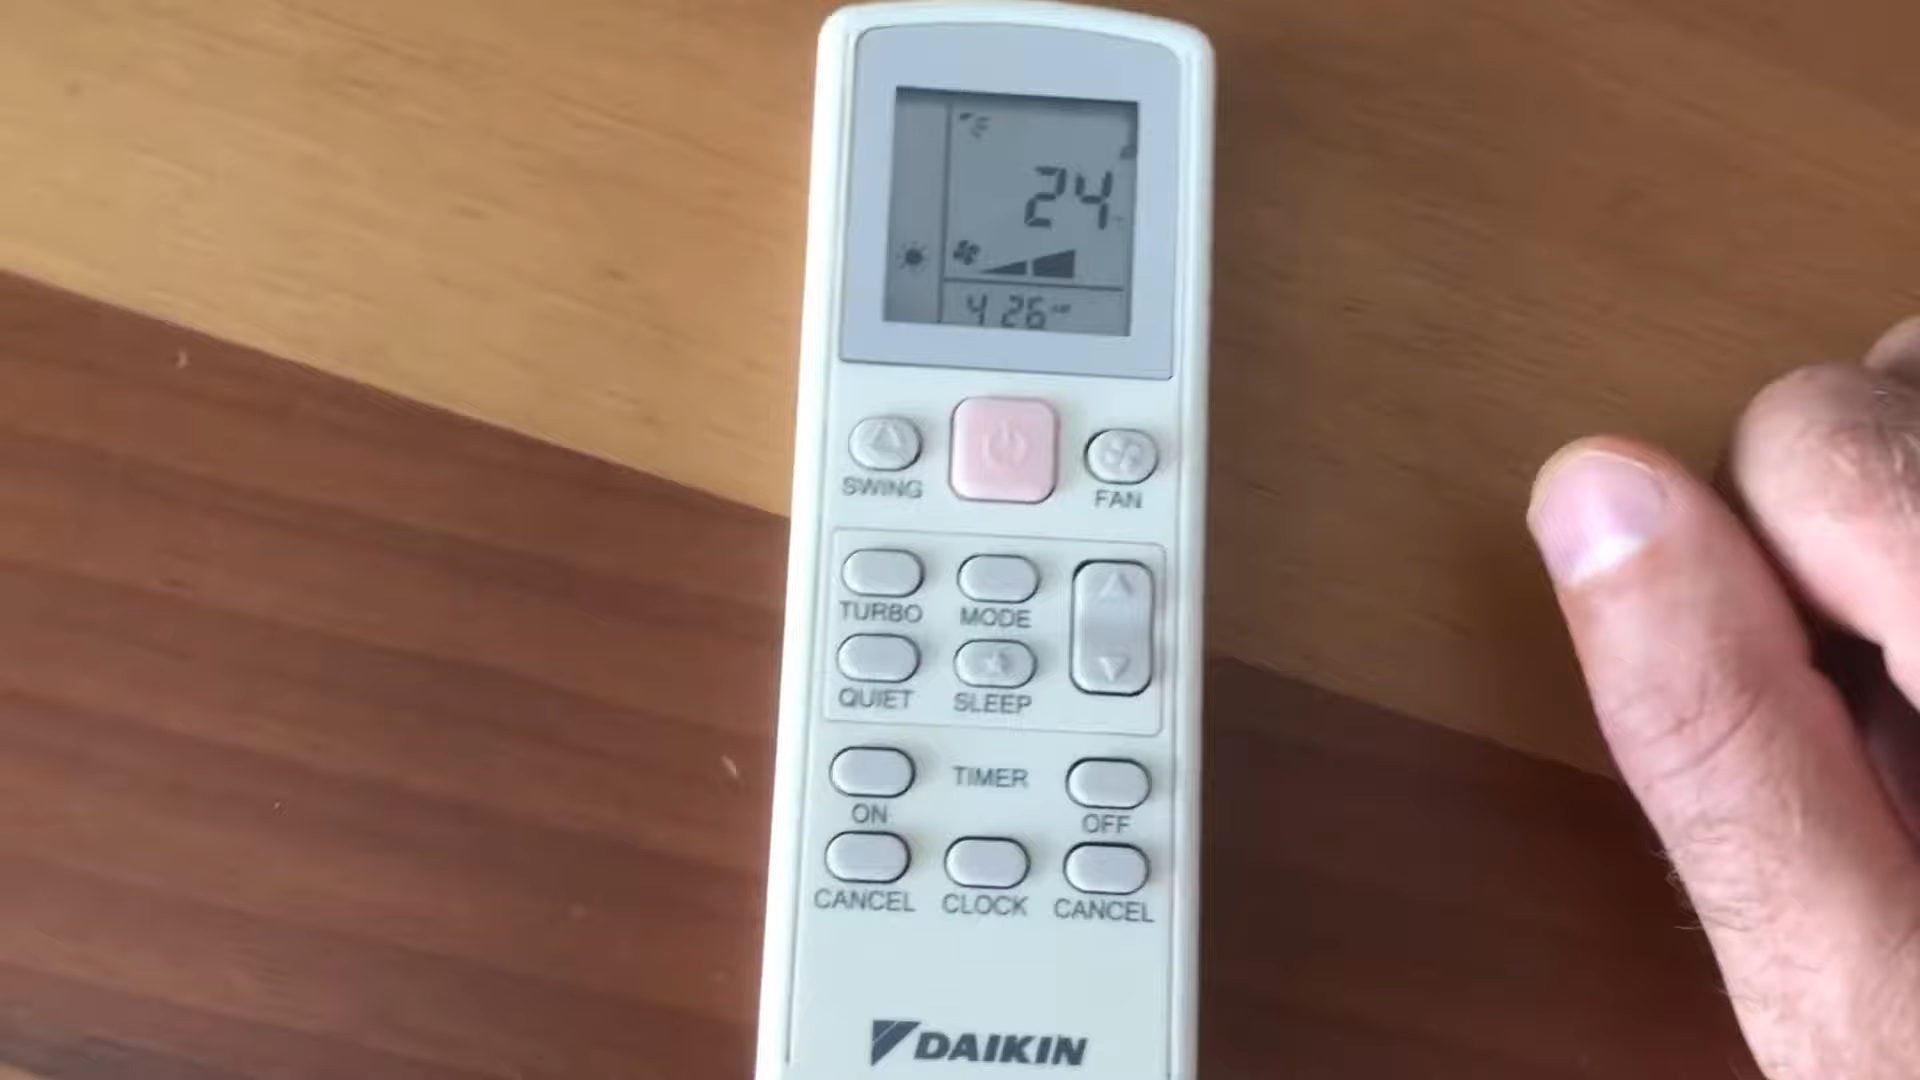 24
4 26
SWING
FAN
TURBO
MODE
QUIET
SLEEP
ON
TIMER
OFF
CANCEL
CLOCK
CANCEL
DAIKIN